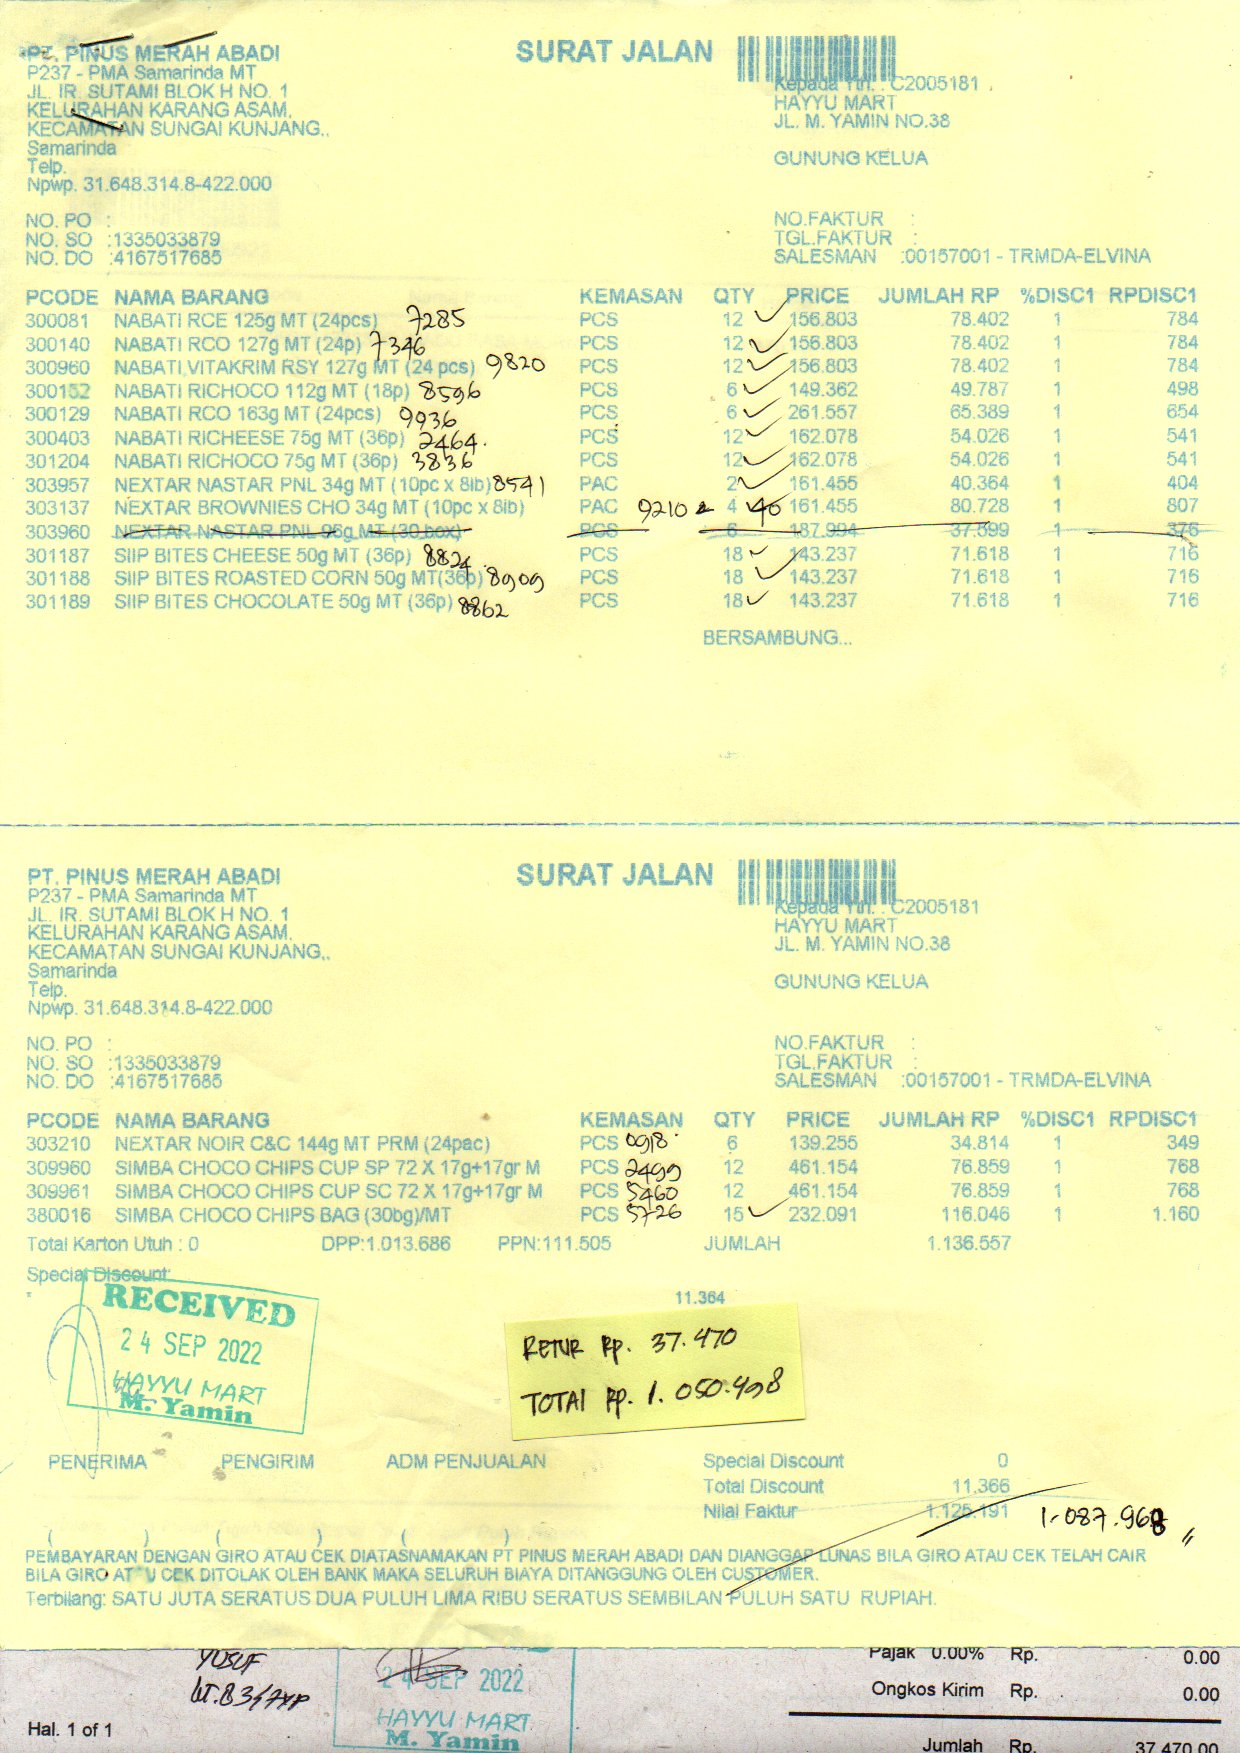 PT. PINUS MERAH ABADI
SURAT JALAN
P237 - PMA Samarinda MT
Kepada Yth. : C2005181
JL. IR. SUTAMI BLOK H NO. 1
HAYYU MART
KELURAHAN KARANG ASAM,
JL. M. YAMIN NO.38
KECAMATAN SUNGAI KUNJANG,.
Samarinda
GUNUNG KELUA
Telp.
Npwp. 31.648.314.8-422.000
NO. PO :
NO.FAKTUR :
NO. SO :1335033879
TGL.FAKTUR :
NO. DO :4167517685
SALESMAN :00157001 - TRMDA-ELVINA
PCODE NAMA BARANG KEMASAN QTY PRICE JUMLAH RP %DISC1 RPDISC1
300081 NABATI RCE 125g MT (24pcs) 7285 PCS 12 156.803 78.402 1 784
300140 NABATI RCO 127g MT (24p) 7346 PCS 12 156.803 78.402 1 784
300960 NABATI VITAKRIM RSY 127g MT (24 pcs) 9820 PCS 12 156.803 78.402 1 784
300152 NABATI RICHOCO 112g MT (18p) 8596 PCS 6 149.362 49.787 1 498
300129 NABATI RCO 163g MT (24pcs) 9936 PCS 6 261.557 65.389 1 654
300403 NABATI RICHEESE 75g MT (36p) 2464 PCS 12 162.078 54.026 1 541
301204 NABATI RICHOCO 75g MT (36p) 3836 PCS 12 162.078 54.026 1 541
303957 NEXTAR NASTAR PNL 34g MT (10pc x 8ib) 8541 PAC 2 161.455 40.364 1 404
303137 NEXTAR BROWNIES CHO 34g MT (10pc x 8ib) PAC 9210 4 40 161.455 80.728 1 807
303960 NEXTAR NASTAR PNL 96g MT (30 box) PCS 6 187.994 37.599 1 376
301187 SIIP BITES CHEESE 50g MT (36p) 8824 PCS 18 143.237 71.618 1 716
301188 SIIP BITES ROASTED CORN 50g MT(36p) 8909 PCS 18 143.237 71.618 1 716
301189 SIIP BITES CHOCOLATE 50g MT (36p) 8862 PCS 18 143.237 71.618 1 716
BERSAMBUNG...
PT. PINUS MERAH ABADI
SURAT JALAN
P237 - PMA Samarinda MT
Kepada Yth. : C2005181
JL. IR. SUTAMI BLOK H NO. 1
HAYYU MART
KELURAHAN KARANG ASAM,
JL. M. YAMIN NO.38
KECAMATAN SUNGAI KUNJANG,.
Samarinda
GUNUNG KELUA
Telp.
Npwp. 31.648.314.8-422.000
NO. PO :
NO.FAKTUR :
NO. SO :1335033879
TGL.FAKTUR :
NO. DO :4167517685
SALESMAN :00157001 - TRMDA-ELVINA
PCODE NAMA BARANG KEMASAN QTY PRICE JUMLAH RP %DISC1 RPDISC1
303210 NEXTAR NOIR C&C 144g MT PRM (24pac) PCS 0918 6 139.255 34.814 1 349
309960 SIMBA CHOCO CHIPS CUP SP 72 X 17g+17gr M PCS 2499 12 461.154 76.859 1 768
309961 SIMBA CHOCO CHIPS CUP SC 72 X 17g+17gr M PCS 5460 12 461.154 76.859 1 768
380016 SIMBA CHOCO CHIPS BAG (30bg)/MT PCS 5726 15 232.091 116.046 1 1.160
Total Karton Utuh : 0 DPP:1.013.686 PPN:111.505 JUMLAH 1.136.557
Special Discount:
11.364
RECEIVED
24 SEP 2022
HAYYU MART
M. Yamin
RETUR Rp. 37.470
TOTAL Rp. 1.050.498
PENERIMA PENGIRIM ADM PENJUALAN
Special Discount 0
Total Discount 11.366
Nilai Faktur 1.125.191 1.087.968
( ) ( ) ( )
PEMBAYARAN DENGAN GIRO ATAU CEK DIATASNAMAKAN PT PINUS MERAH ABADI DAN DIANGGAP LUNAS BILA GIRO ATAU CEK TELAH CAIR
BILA GIRO ATAU CEK DITOLAK OLEH BANK MAKA SELURUH BIAYA DITANGGUNG OLEH CUSTOMER.
Terbilang: SATU JUTA SERATUS DUA PULUH LIMA RIBU SERATUS SEMBILAN PULUH SATU RUPIAH.
YUSUF
24 SEP 2022
HAYYU MART
M. Yamin
Pajak 0.00% Rp. 0.00
Ongkos Kirim Rp. 0.00
Hal. 1 of 1
Jumlah Rp. 37.470.00